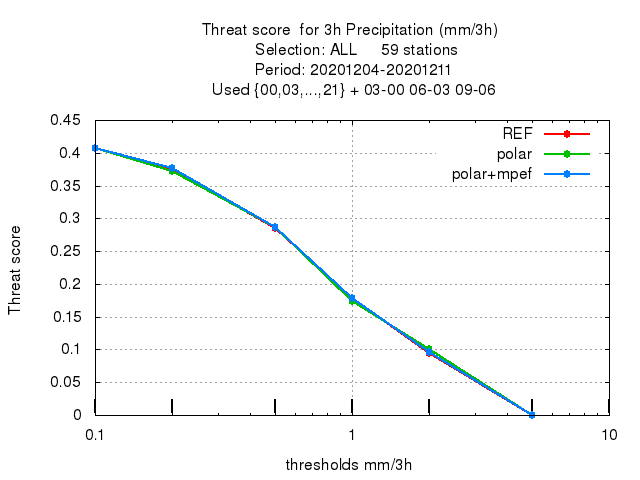 Threat score  for 3h Precipitation (mm/3h)
Selection: ALL     59 stations
Period: 20201204-20201211
Used {00,03,...,21} + 03-00 06-03 09-06
REF
polar
polar+mpef
Threat score
0.45
0.4
0.35
0.3
0.25
0.2
0.15
0.1
0.05
0
0.1 1 10
thresholds mm/3h